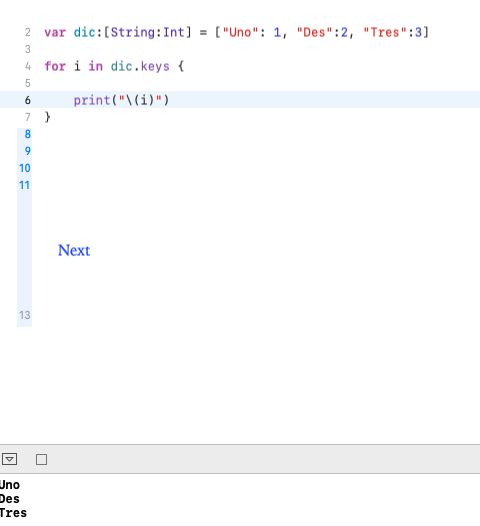 2 var dic:[String:Int] = ["Uno": 1, "Des":2, "Tres":3]
3
4 for i in dic.keys {
5
6     print("\(i)")
7 }
8
9
10
11
Next
13
Uno
Des
Tres